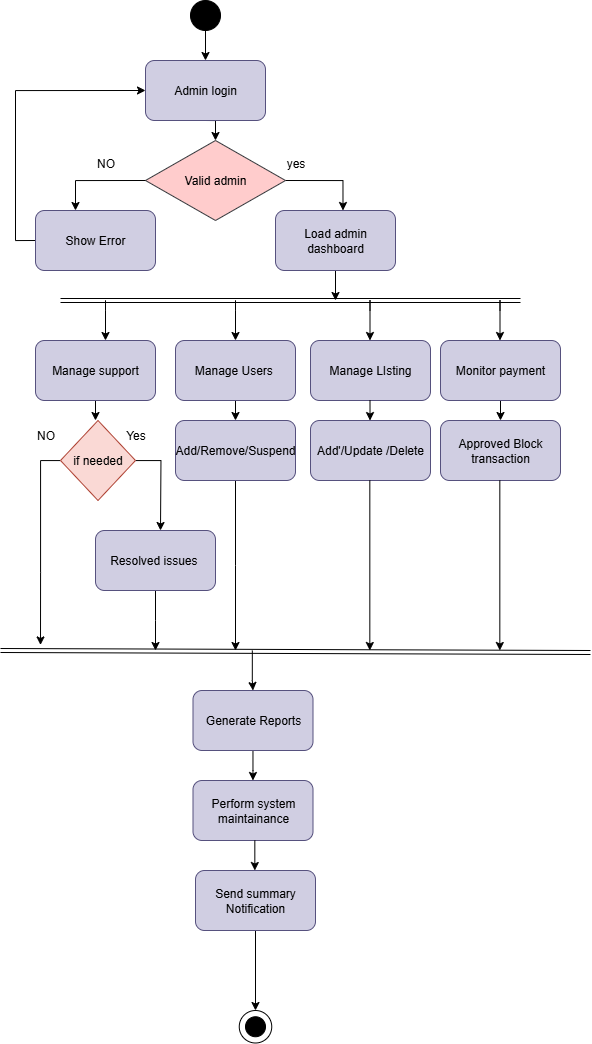 Admin login
NO
yes
Valid admin
Show Error
Load admin
dashboard
Manage support
Manage Users
Manage LIsting
Monitor payment
NO
Yes
if needed
Add/Remove/Suspend
Add'/Update /Delete
Approved Block
transaction
Resolved issues
Generate Reports
Perform system
maintainance
Send summary
Notification